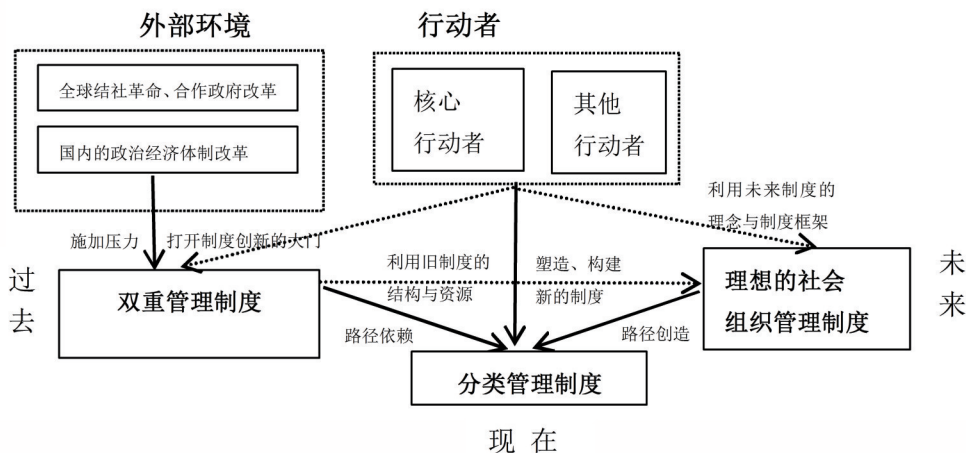 外部环境
行动者
全球结社革命、合作政府改革
国内的政治经济体制改革
核心
行动者
其他
行动者
利用未来制度的
理念与制度框架
施加压力
打开制度创新的大门
过
去
双重管理制度
利用旧制度的
结构与资源
塑造、构建
新的制度
理想的社会
组织管理制度
未
来
路径依赖
路径创造
分类管理制度
现 在